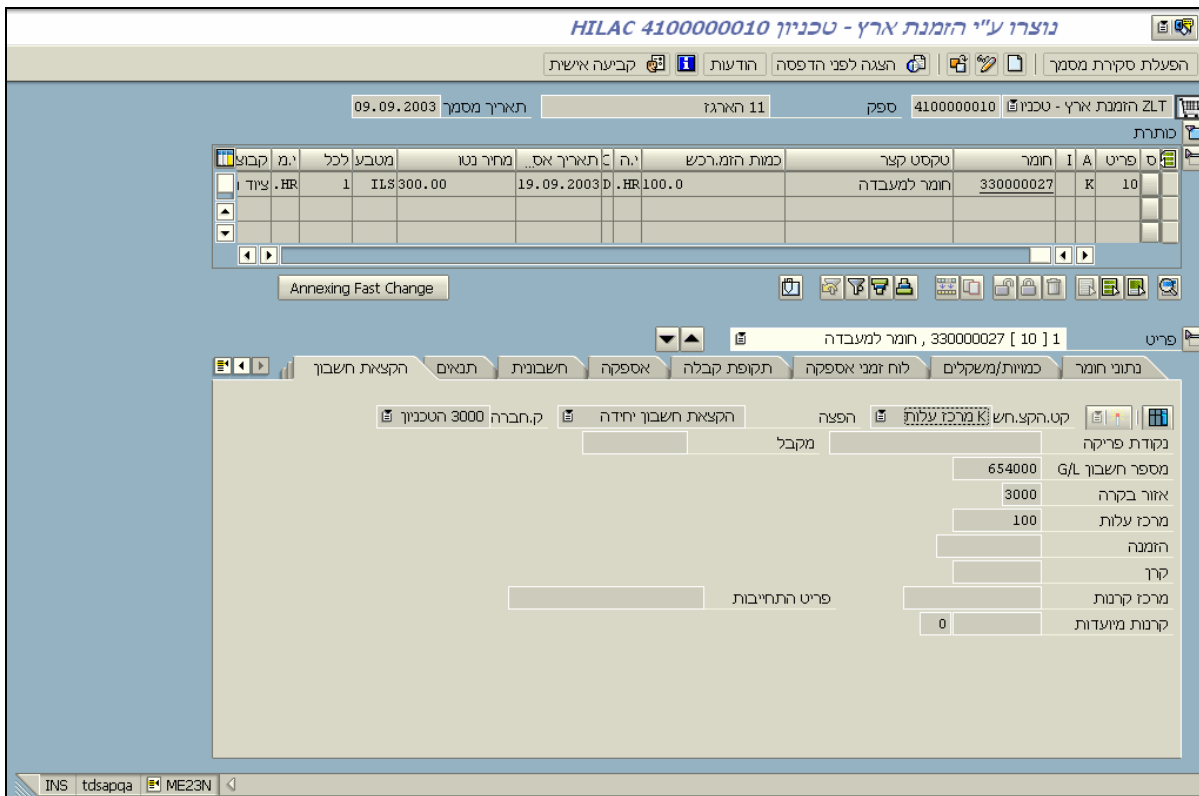 HILAC 4100000010 נוצרו ע"י הזמנת ארץ - טכניון
הפעלת סקירת מסמך הצגה לפני הדפסה הודעות קביעה אישית
ZLT הזמנת ארץ - טכניו 4100000010 ספק 11 הארגז תאריך מסמך 09.09.2003
כותרת
ס פריט I A חומר טקסט קצר כמות הזמ.רכש י.ה C תאריך אס.. מחיר נטו מטבע לכל י.מ קבוצ
10 K 330000027 חומר למעבדה 100.0 HR. D 19.09.2003 300.00 ILS 1 HR. ציוד
Annexing Fast Change
פריט 1 [ 10 ] 330000027 , חומר למעבדה
נתוני חומר כמויות/משקלים לוח זמני אספקה תקופת קבלה אספקה חשבונית תנאים הקצאת חשבון
קט.הקצ.חש K מרכז עלות הפצה הקצאת חשבון יחידה ק.חברה 3000 הטכניון
נקודת פריקה מקבל
מספר חשבון G/L 654000
אזור בקרה 3000
מרכז עלות 100
הזמנה
קרן
מרכז קרנות פריט התחייבות
קרנות מיועדות 0
INS tdsapqa ME23N